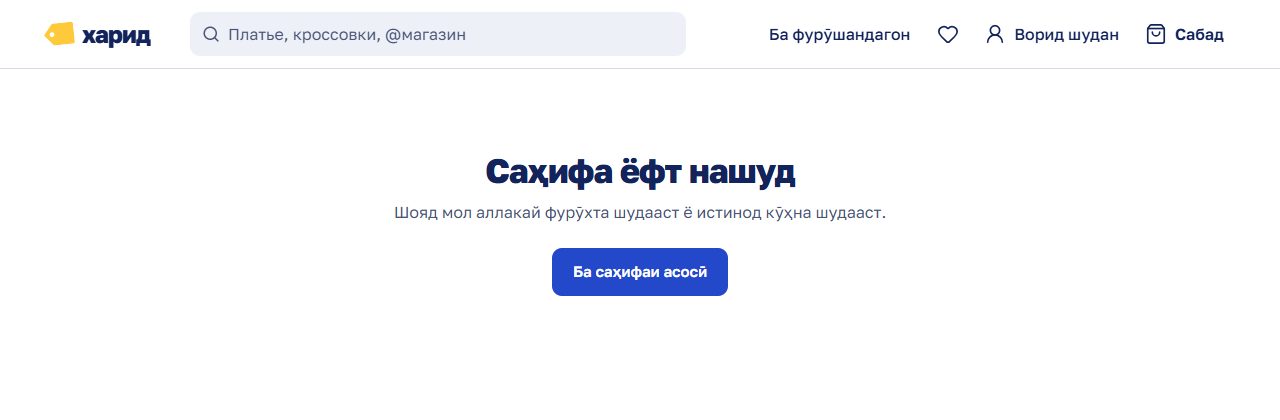 харид
Платье, кроссовки, @магазин
Ба фурӯшандагон
Ворид шудан
Сабад
Саҳифа ёфт нашуд
Шояд мол аллакай фурӯхта шудааст ё истинод кӯҳна шудааст.
Ба саҳифаи асосӣ